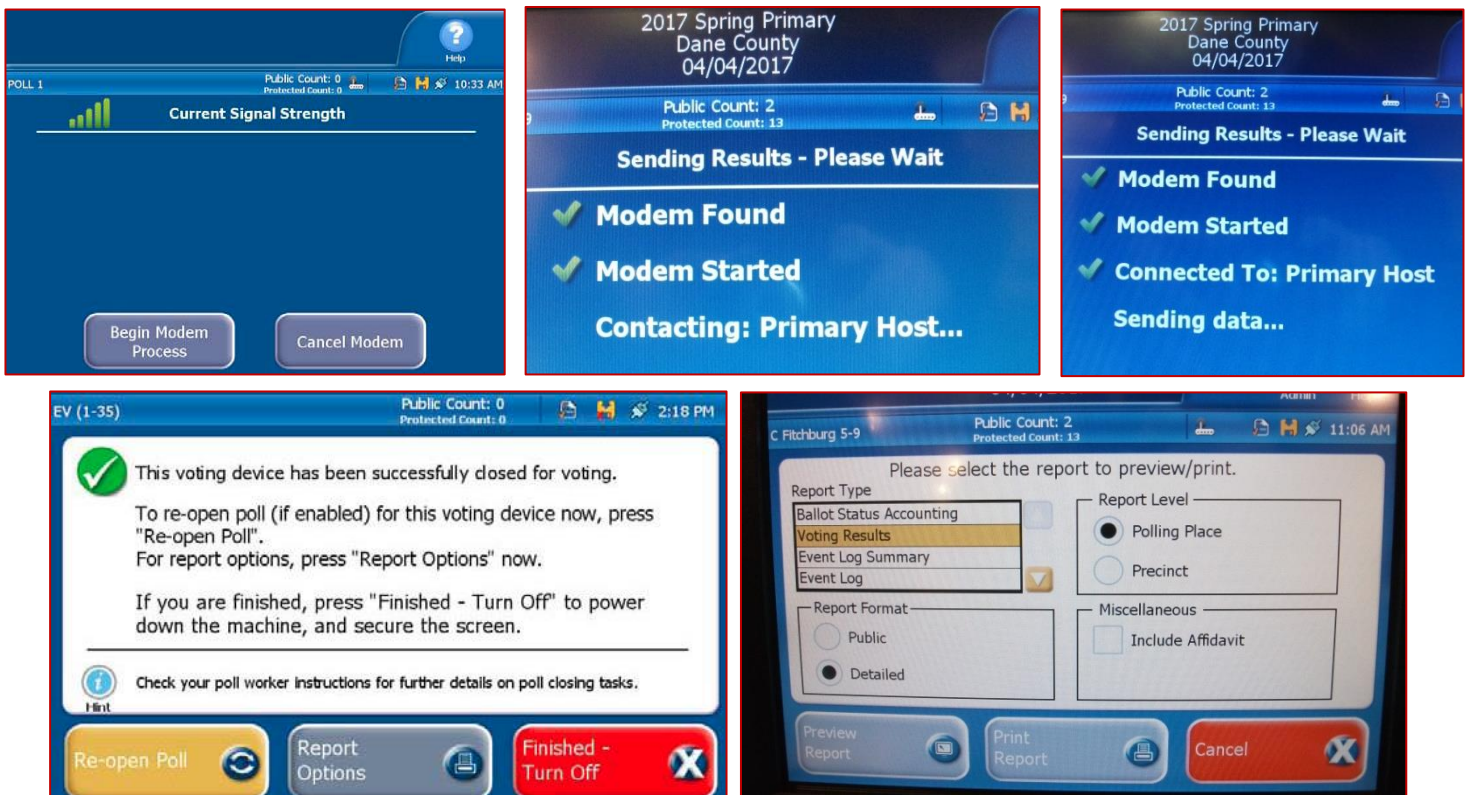 Help
POLL 1
Public Count: 0
Protected Count: 0
10:33 AM
Current Signal Strength
Begin Modem
Process
Cancel Modem
2017 Spring Primary
Dane County
04/04/2017
Public Count: 2
Protected Count: 13
Sending Results - Please Wait
Modem Found
Modem Started
Contacting: Primary Host...
2017 Spring Primary
Dane County
04/04/2017
Public Count: 2
Protected Count: 13
Sending Results - Please Wait
Modem Found
Modem Started
Connected To: Primary Host
Sending data...
EV (1-35)
Public Count: 0
Protected Count: 0
2:18 PM
This voting device has been successfully closed for voting.
To re-open poll (if enabled) for this voting device now, press
"Re-open Poll".
For report options, press "Report Options" now.
If you are finished, press "Finished - Turn Off" to power
down the machine, and secure the screen.
Hint
Check your poll worker instructions for further details on poll closing tasks.
Re-open Poll
Report
Options
Finished -
Turn Off
Admin
C Fitchburg 5-9
Public Count: 2
Protected Count: 13
11:06 AM
Please select the report to preview/print.
Report Type
Ballot Status Accounting
Voting Results
Event Log Summary
Event Log
Report Level
Polling Place
Precinct
Report Format
Public
Detailed
Miscellaneous
Include Affidavit
Preview
Report
Print
Report
Cancel